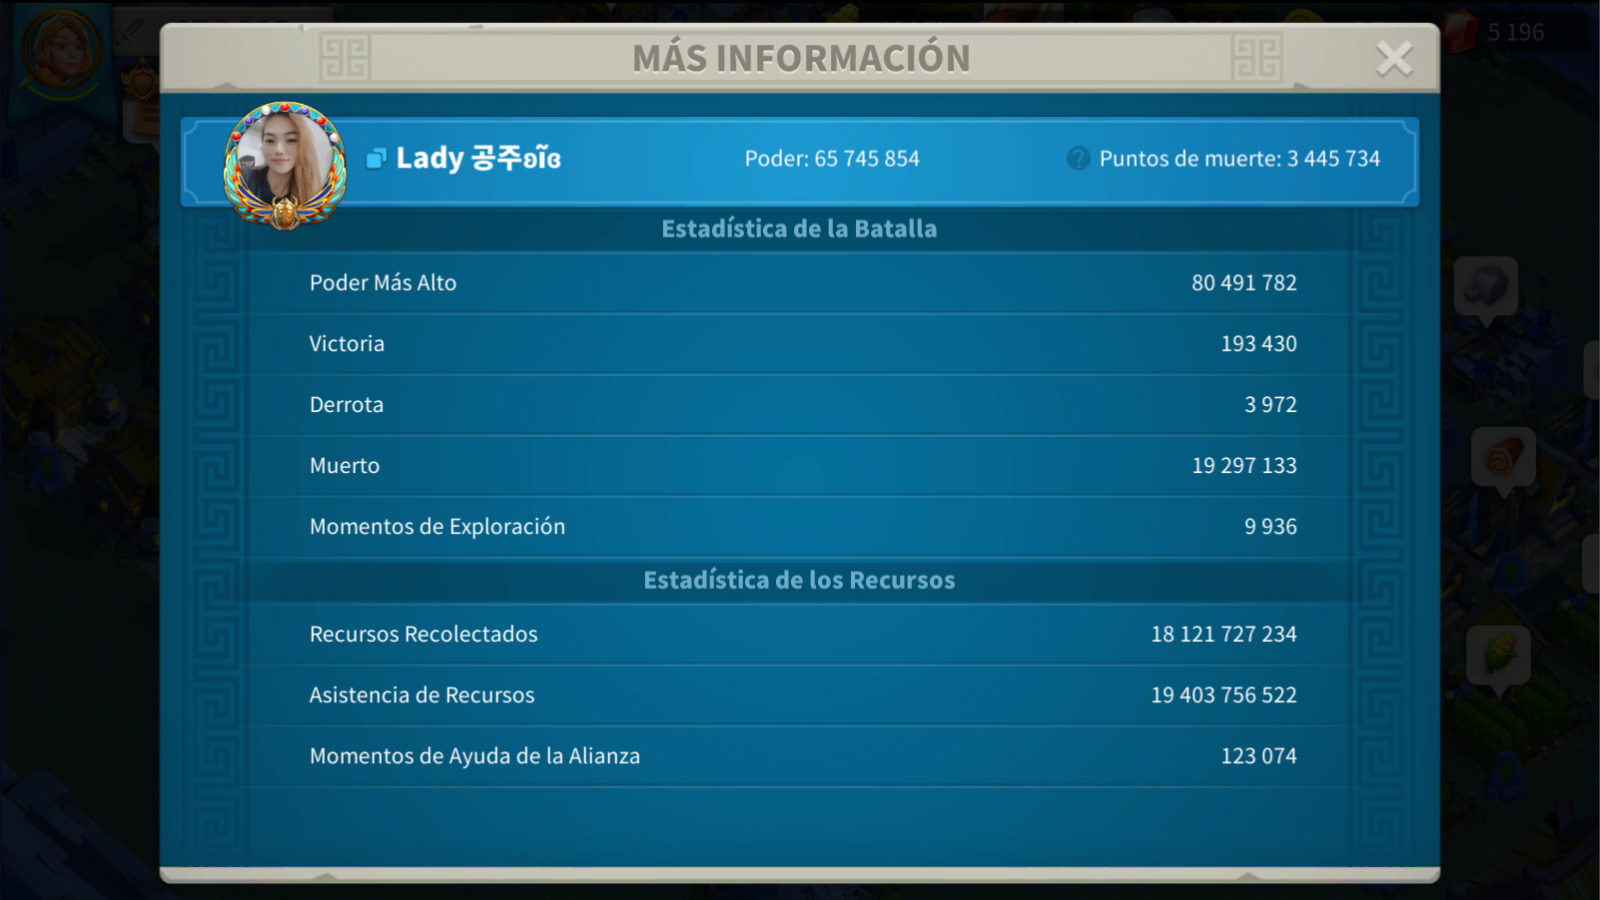 5 196
MÁS INFORMACIÓN
Lady 공주ʚĩɞ
Poder: 65 745 854
? Puntos de muerte: 3 445 734
Estadística de la Batalla
Poder Más Alto 80 491 782
Victoria 193 430
Derrota 3 972
Muerto 19 297 133
Momentos de Exploración 9 936
Estadística de los Recursos
Recursos Recolectados 18 121 727 234
Asistencia de Recursos 19 403 756 522
Momentos de Ayuda de la Alianza 123 074